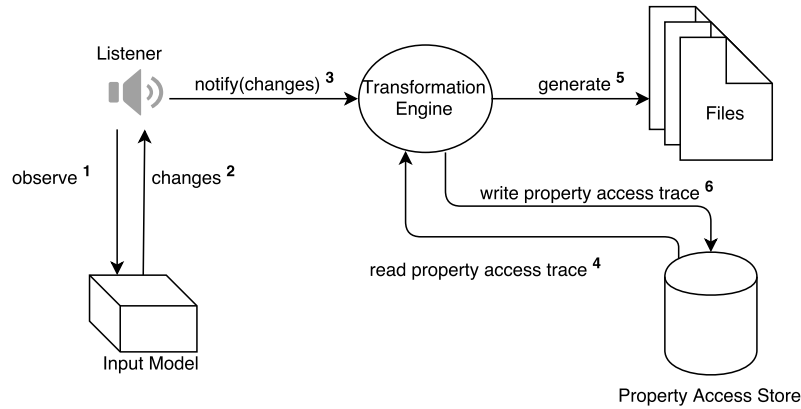 Listener
notify(changes) 3
Transformation
Engine
generate 5
Files
observe 1
changes 2
write property access trace 6
read property access trace 4
Input Model
Property Access Store